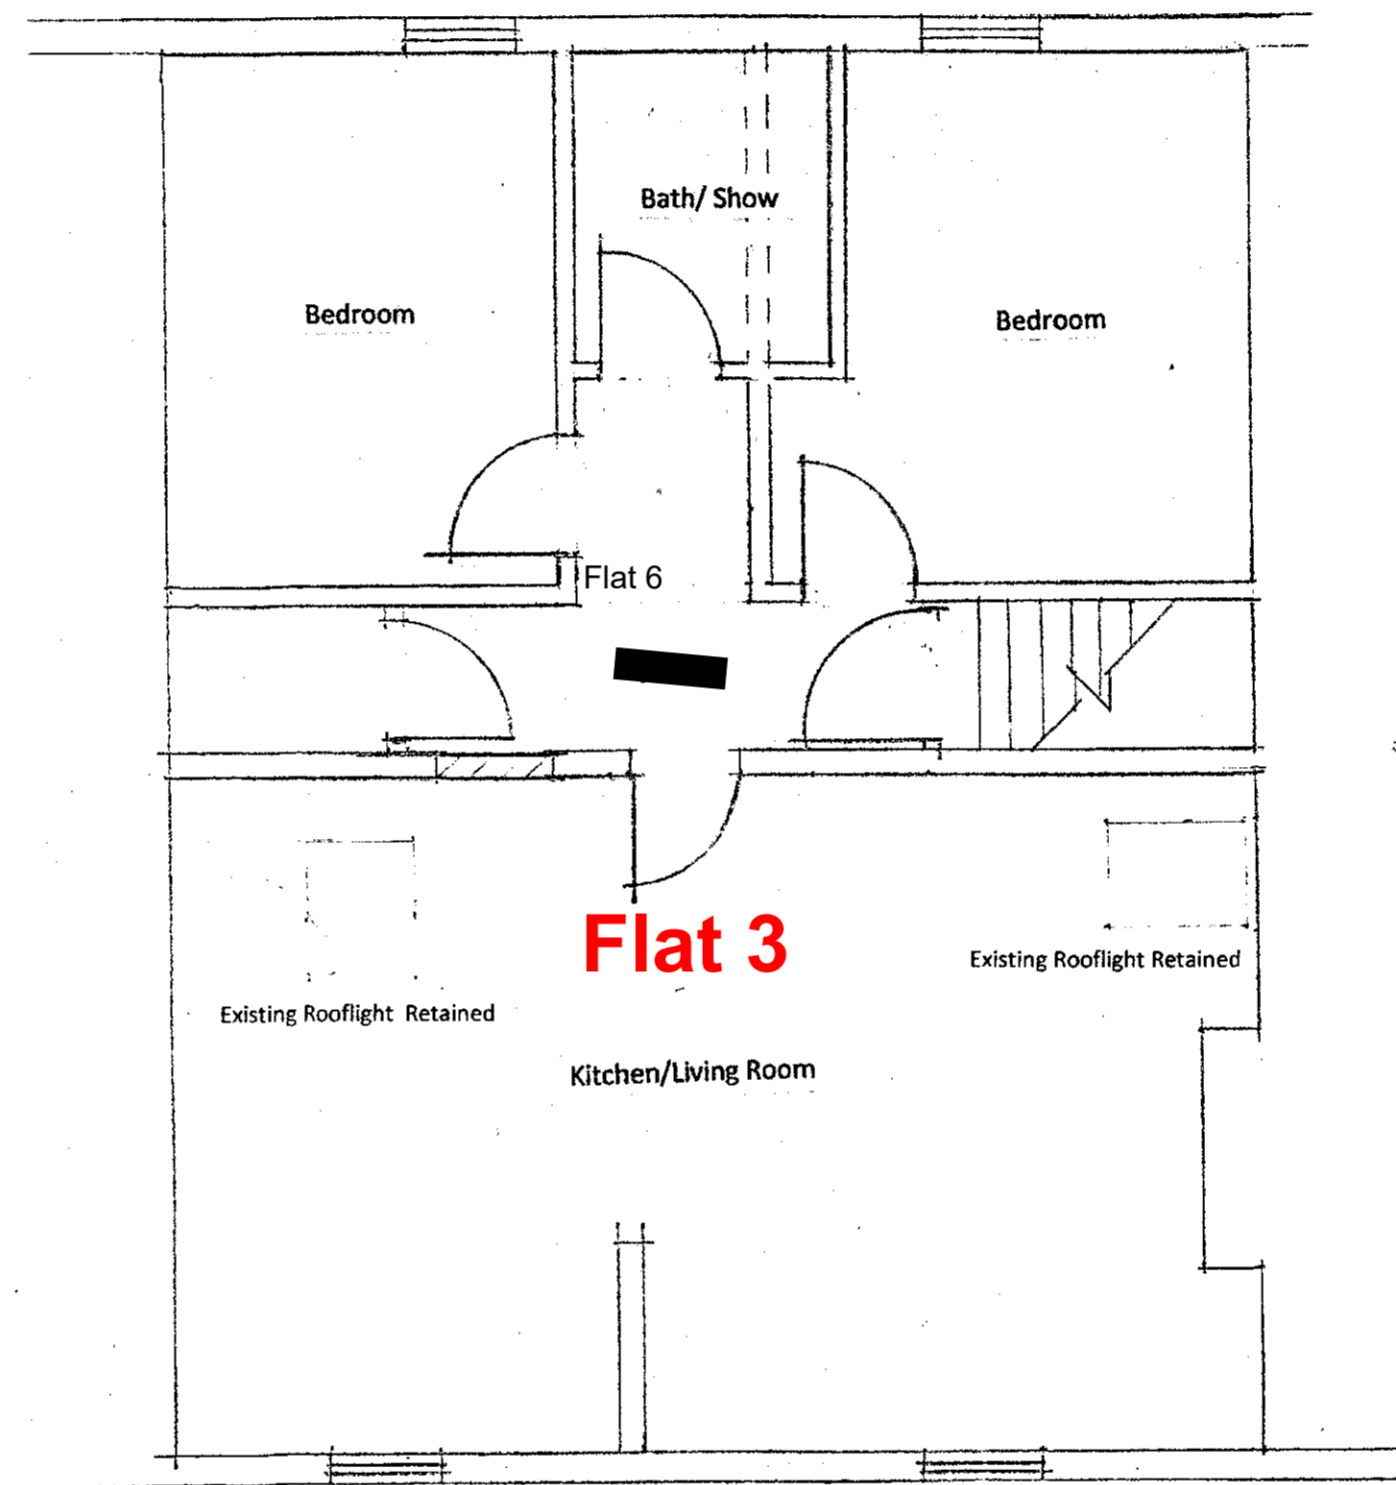 Bath/ Show
Bedroom
Bedroom
Flat 6
Flat 3
Existing Rooflight Retained
Existing Rooflight Retained
Kitchen/Living Room